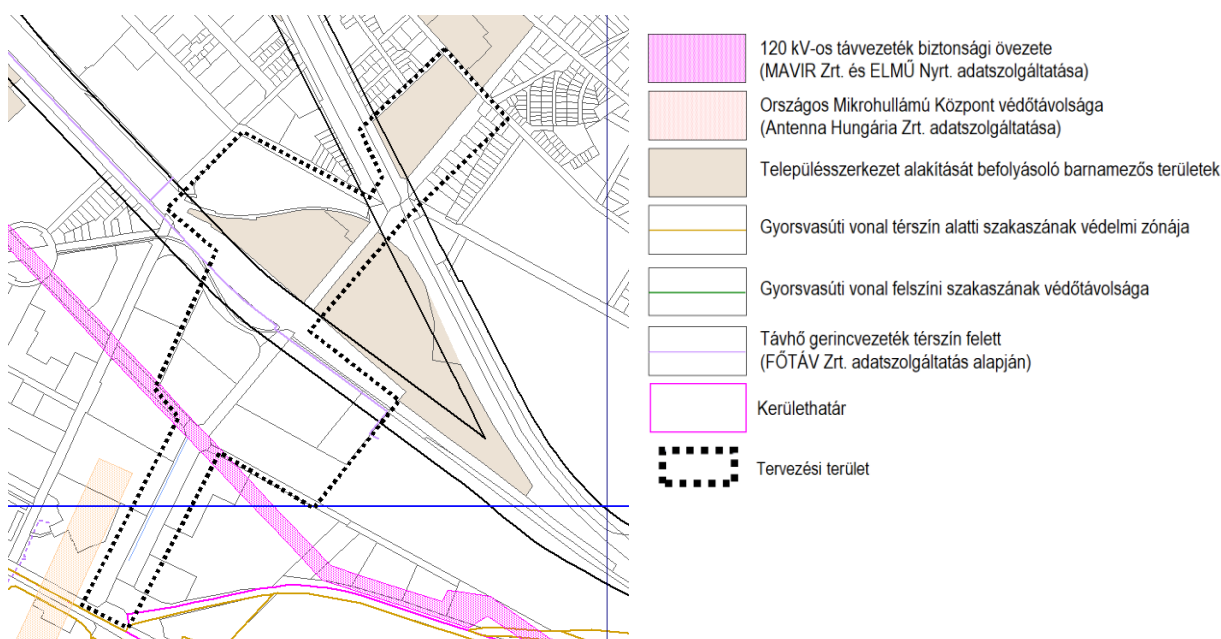 120 kV-os távvezeték biztonsági övezete
(MAVIR Zrt. és ELMŰ Nyrt. adatszolgáltatása)
Országos Mikrohullámú Központ védőtávolsága
(Antenna Hungária Zrt. adatszolgáltatása)
Településszerkezet alakítását befolyásoló barnamezős területek
Gyorsvasúti vonal térszín alatti szakaszának védelmi zónája
Gyorsvasúti vonal felszíni szakaszának védőtávolsága
Távhő gerincvezeték térszín felett
(FŐTÁV Zrt. adatszolgáltatás alapján)
Kerülethatár
Tervezési terület